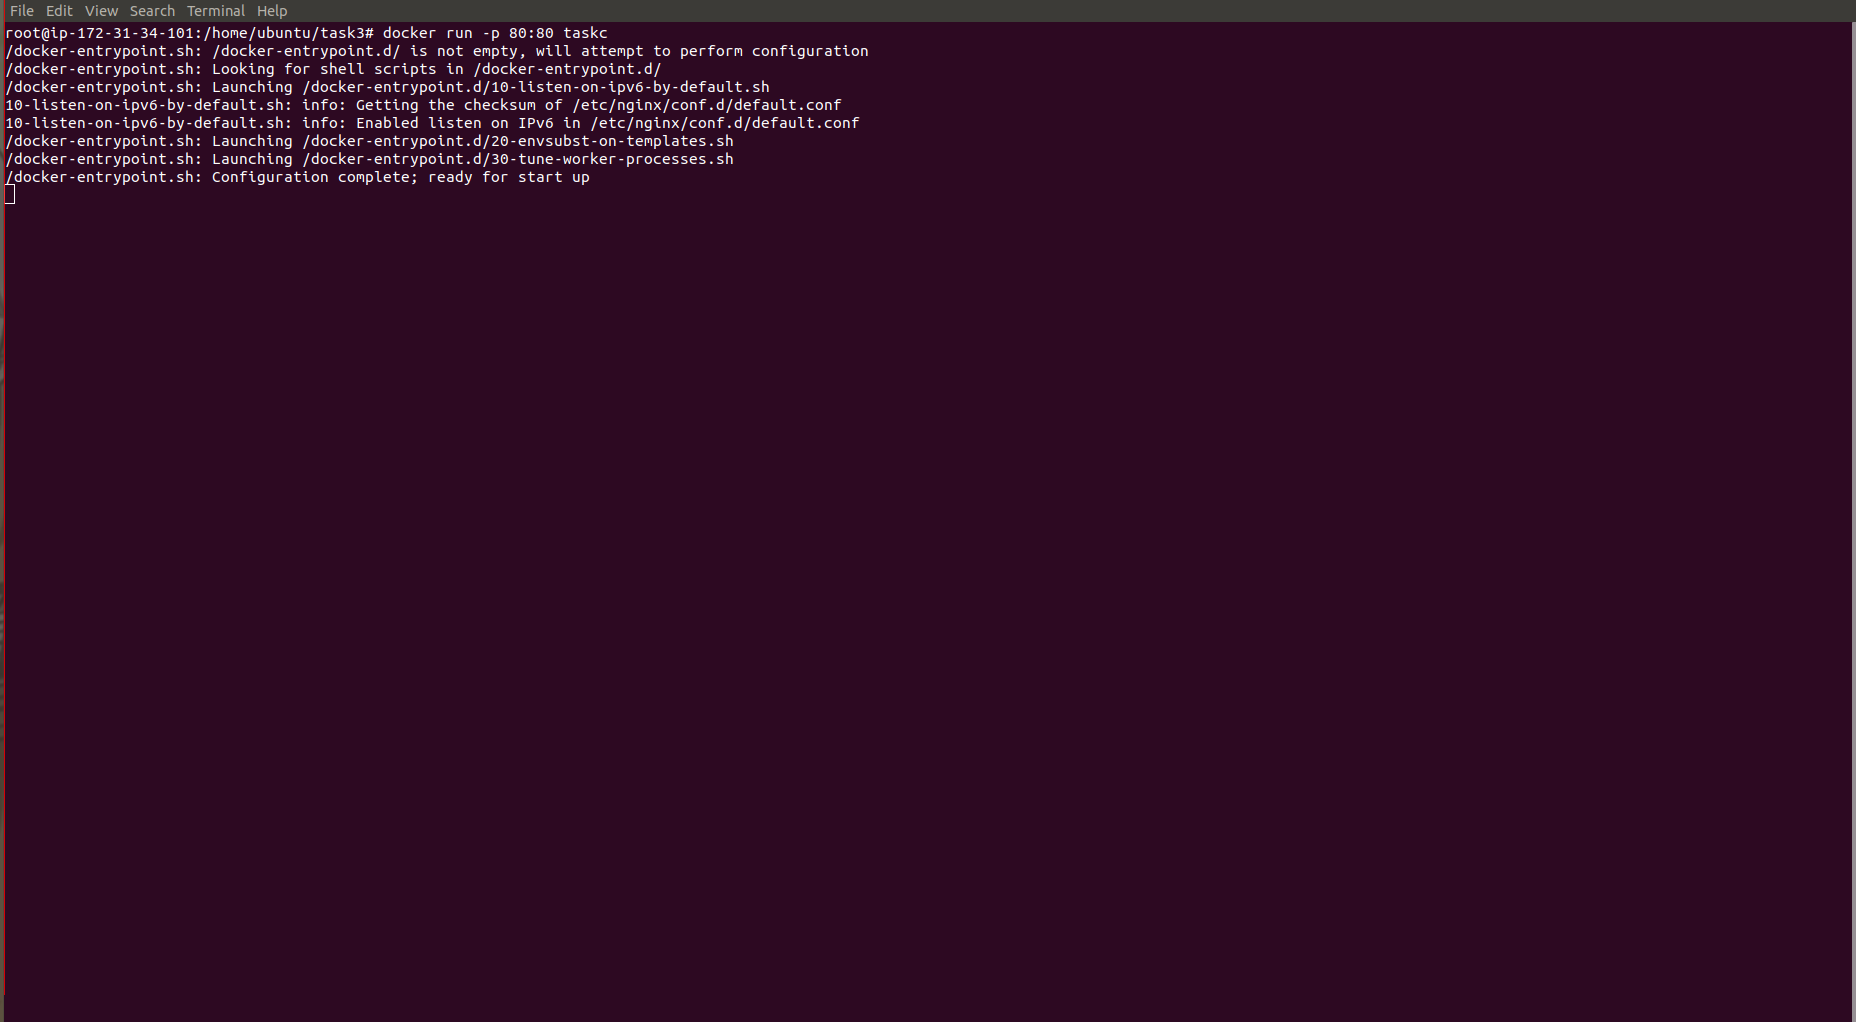 File Edit View Search Terminal Help
root@ip-172-31-34-101:/home/ubuntu/task3# docker run -p 80:80 taskc
/docker-entrypoint.sh: /docker-entrypoint.d/ is not empty, will attempt to perform configuration
/docker-entrypoint.sh: Looking for shell scripts in /docker-entrypoint.d/
/docker-entrypoint.sh: Launching /docker-entrypoint.d/10-listen-on-ipv6-by-default.sh
10-listen-on-ipv6-by-default.sh: info: Getting the checksum of /etc/nginx/conf.d/default.conf
10-listen-on-ipv6-by-default.sh: info: Enabled listen on IPv6 in /etc/nginx/conf.d/default.conf
/docker-entrypoint.sh: Launching /docker-entrypoint.d/20-envsubst-on-templates.sh
/docker-entrypoint.sh: Launching /docker-entrypoint.d/30-tune-worker-processes.sh
/docker-entrypoint.sh: Configuration complete; ready for start up